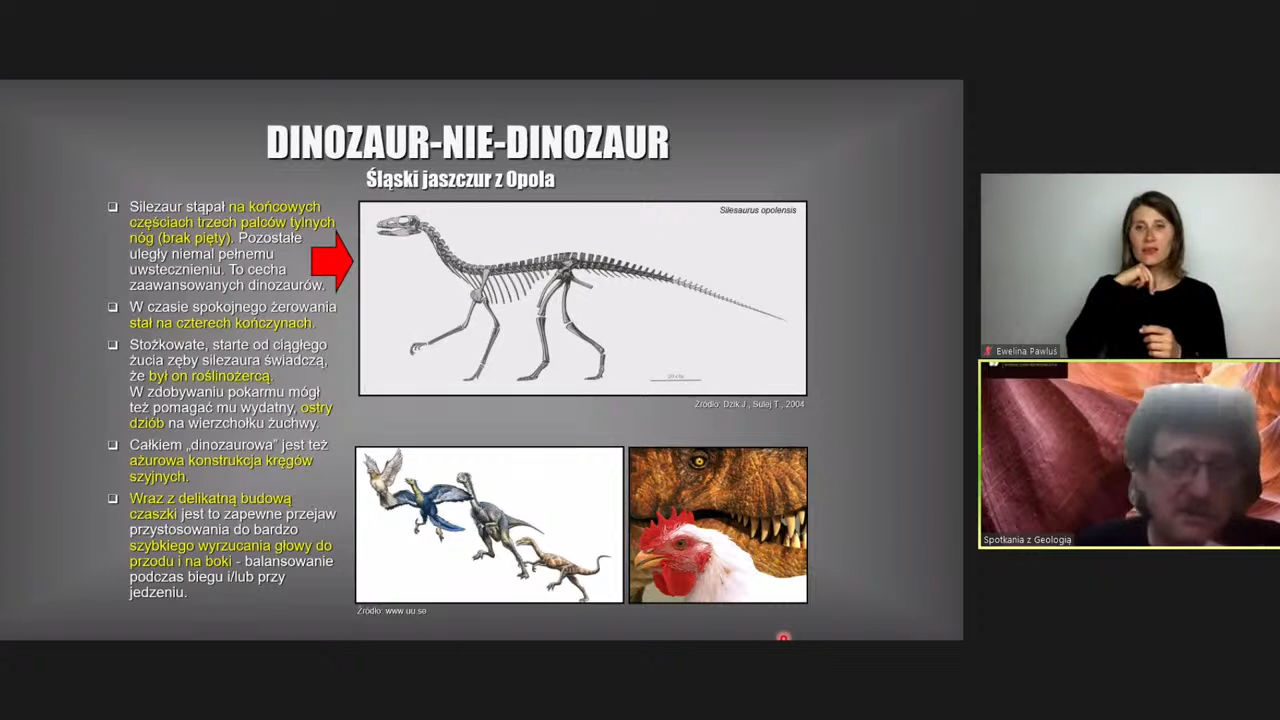 DINOZAUR-NIE-DINOZAUR
Śląski jaszczur z Opola
Silezaur stąpał na końcowych
częściach trzech palców tylnych
nóg (brak pięty). Pozostałe
uległy niemal pełnemu
uwstecznieniu. To cecha
zaawansowanych dinozaurów.
W czasie spokojnego żerowania
stał na czterech kończynach.
Stożkowate, starte od ciągłego
żucia zęby silezaura świadczą,
że był on roślinożercą.
W zdobywaniu pokarmu mógł
też pomagać mu wydatny, ostry
dziób na wierzchołku żuchwy.
Całkiem „dinozaurowa” jest też
ażurowa konstrukcja kręgów
szyjnych.
Wraz z delikatną budową
czaszki jest to zapewne przejaw
przystosowania do bardzo
szybkiego wyrzucania głowy do
przodu i na boki - balansowanie
podczas biegu i/lub przy
jedzeniu.
Silesaurus opolensis
Źródło: Dzik J., Sulej T., 2004
Źródło: www.uu.se
Ewelina Pawluś
Spotkania z Geologią